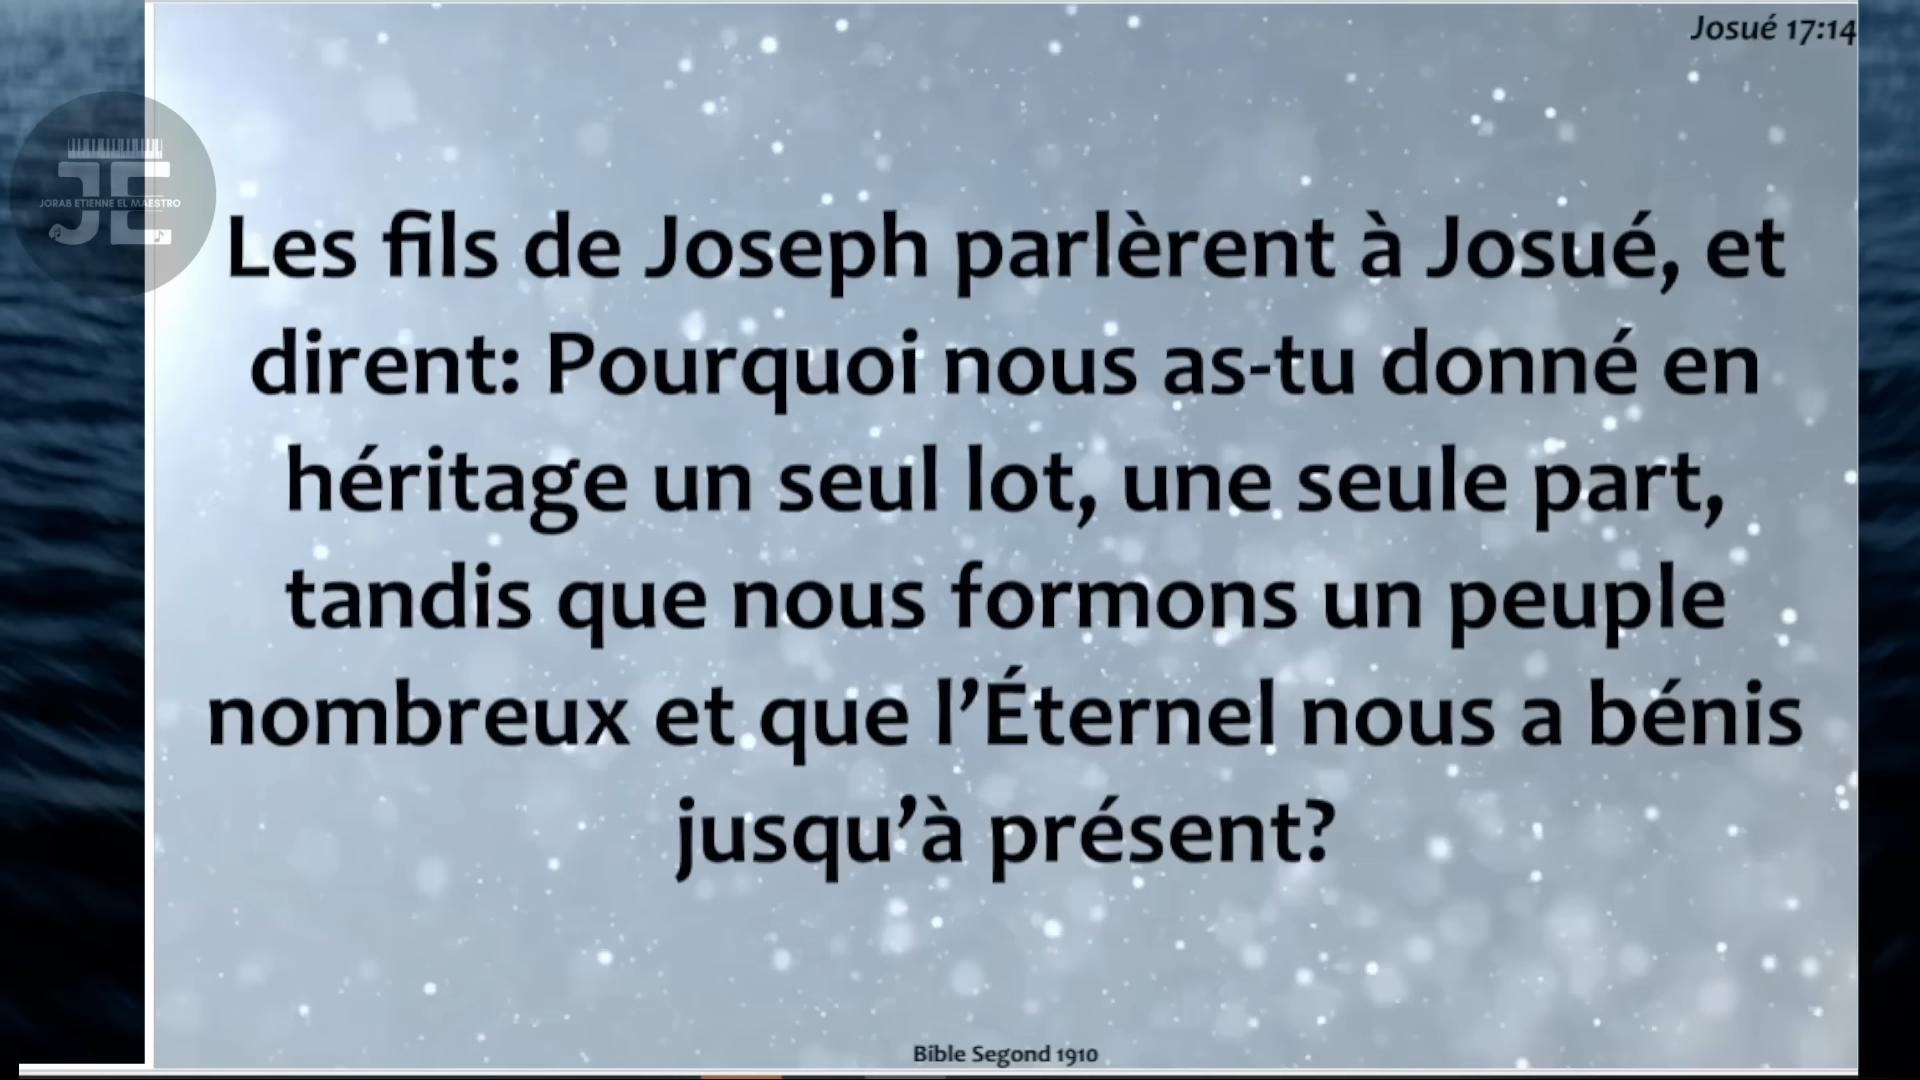 Josué 17:14
JE
JORAB ETIENNE EL MAESTRO
Les fils de Joseph parlèrent à Josué, et
dirent: Pourquoi nous as-tu donné en
héritage un seul lot, une seule part,
tandis que nous formons un peuple
nombreux et que l’Éternel nous a bénis
jusqu’à présent?
Bible Segond 1910